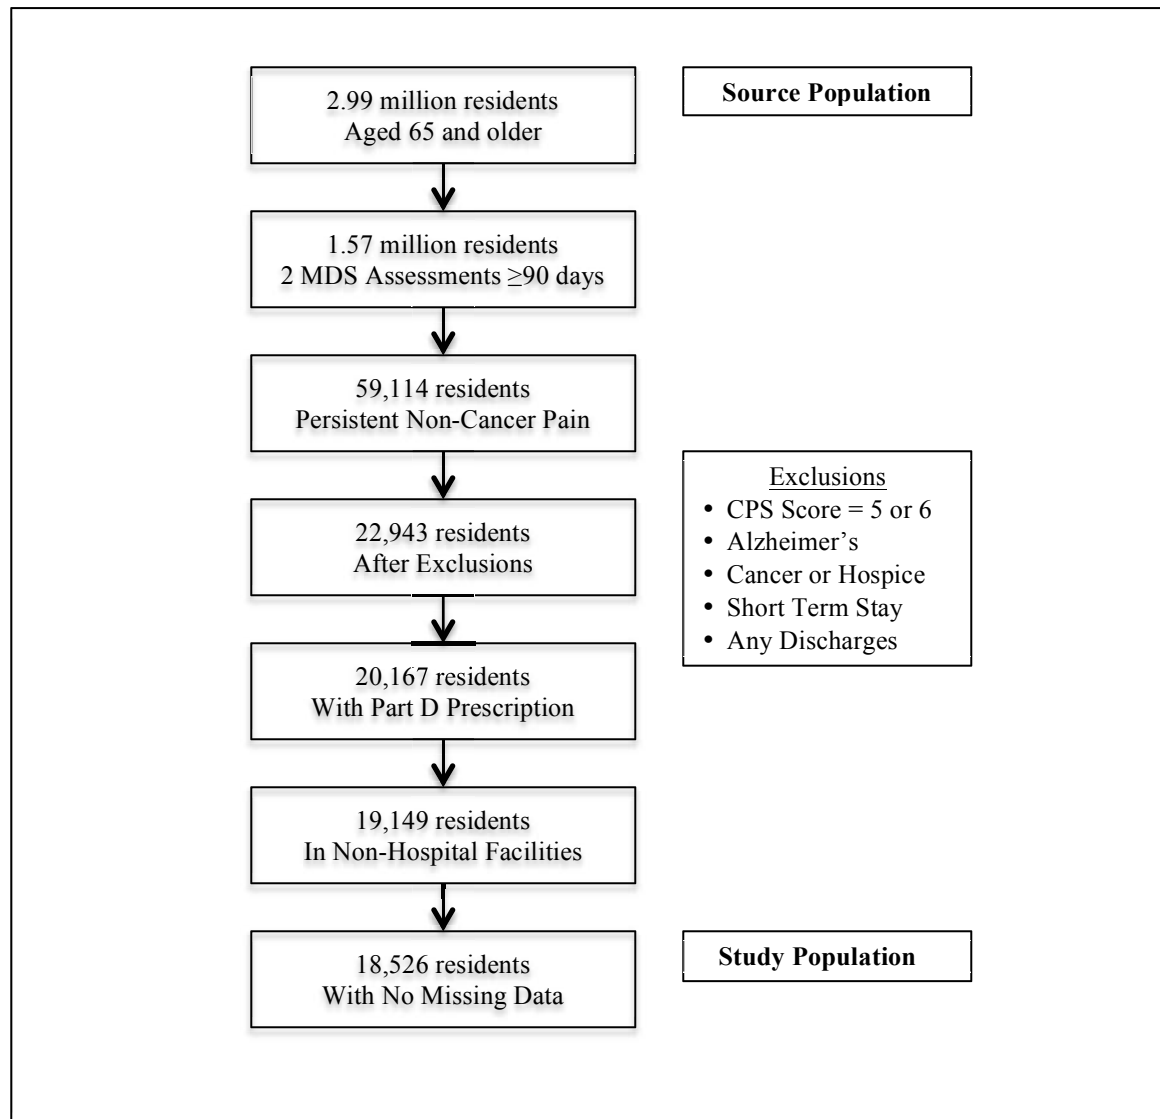 2.99 million residents
Aged 65 and older
Source Population
1.57 million residents
2 MDS Assessments ≥90 days
59,114 residents
Persistent Non-Cancer Pain
22,943 residents
After Exclusions
Exclusions
• CPS Score = 5 or 6
• Alzheimer’s
• Cancer or Hospice
• Short Term Stay
• Any Discharges
20,167 residents
With Part D Prescription
19,149 residents
In Non-Hospital Facilities
18,526 residents
With No Missing Data
Study Population